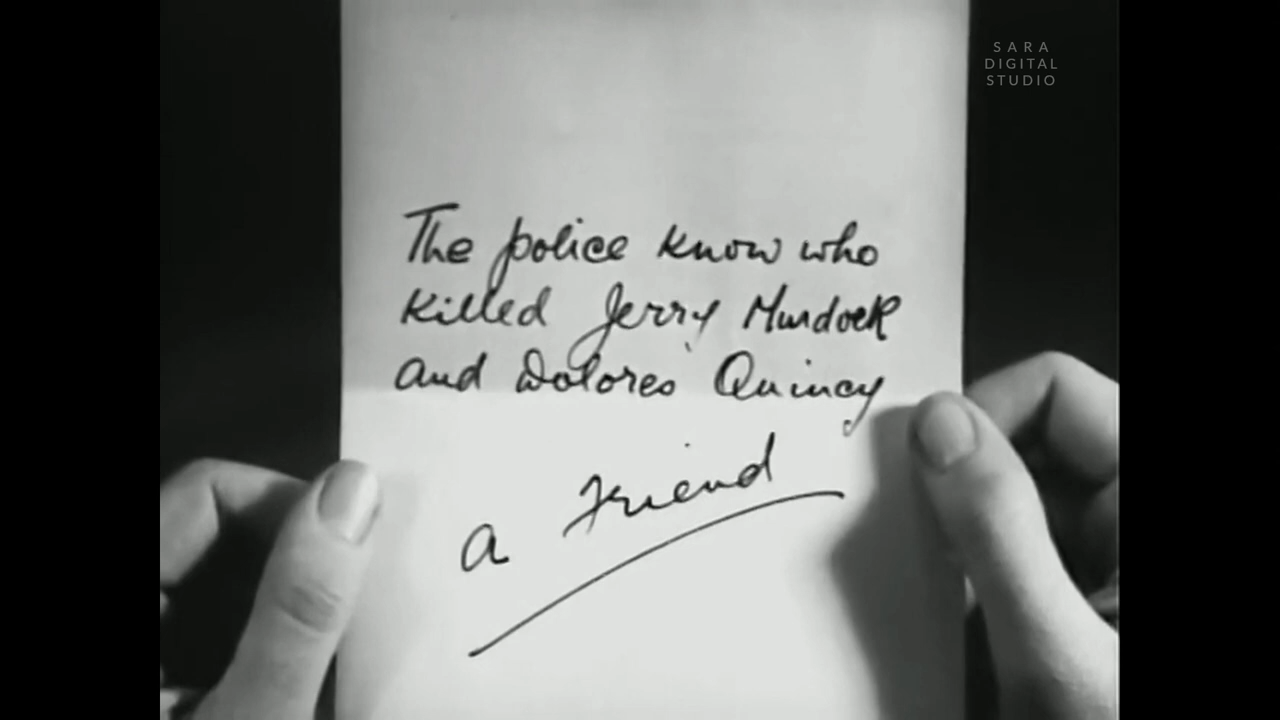 SARA
DIGITAL
STUDIO
The police know who
killed Jerry Murdock
and Dolores Quincy
a Friend